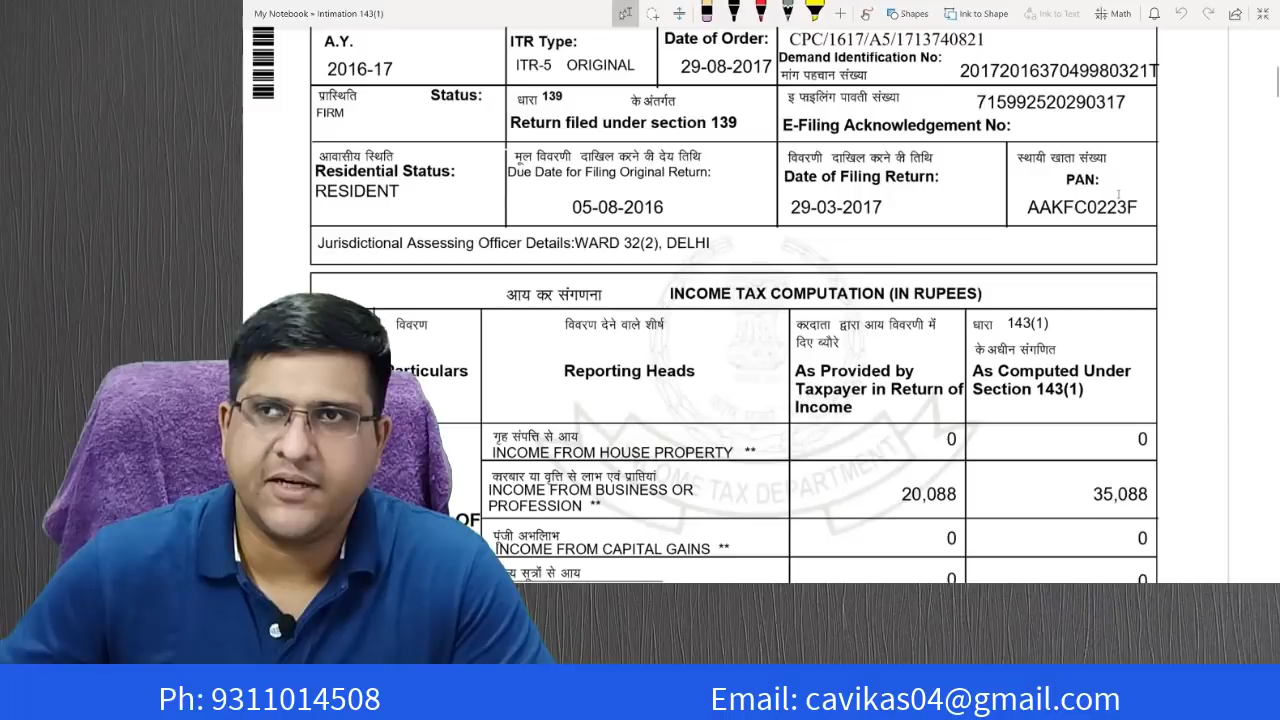 My Notebook » Intimation 143(1)
Shapes Ink to Shape Ink to Text Math
A.Y.
2016-17
ITR Type:
ITR-5 ORIGINAL
Date of Order:
29-08-2017
CPC/1617/A5/1713740821
Demand Identification No:
मांग पहचान संख्या
2017201637049980321T
प्रास्थिति Status:
FIRM
धारा 139 के अंतर्गत
Return filed under section 139
इ फाइलिंग पावती संख्या
715992520290317
E-Filing Acknowledgement No:
आवासीय स्थिति
Residential Status:
RESIDENT
मूल विवरणी दाखिल करने की देय तिथि
Due Date for Filing Original Return:
05-08-2016
विवरणी दाखिल करने की तिथि
Date of Filing Return:
29-03-2017
स्थायी खाता संख्या
PAN:
AAKFC0223F
Jurisdictional Assessing Officer Details:WARD 32(2), DELHI
आय कर संगणना INCOME TAX COMPUTATION (IN RUPEES)
विवरण
Particulars
विवरण देने वाले शीर्ष
Reporting Heads
करदाता द्वारा आय विवरणी में
दिए ब्यौरे
As Provided by
Taxpayer in Return of
Income
धारा 143(1)
के अधीन संगणित
As Computed Under
Section 143(1)
गृह संपत्ति से आय
INCOME FROM HOUSE PROPERTY ** 0 0
कारबार या वृत्ति से लाभ एवं प्राप्तियां
INCOME FROM BUSINESS OR
PROFESSION ** 20,088 35,088
OF
पूंजी अभिलाभ
INCOME FROM CAPITAL GAINS ** 0 0
सूत्रों से आय
0 0
INCOME TAX DEPARTMENT
Ph: 9311014508
Email: cavikas04@gmail.com